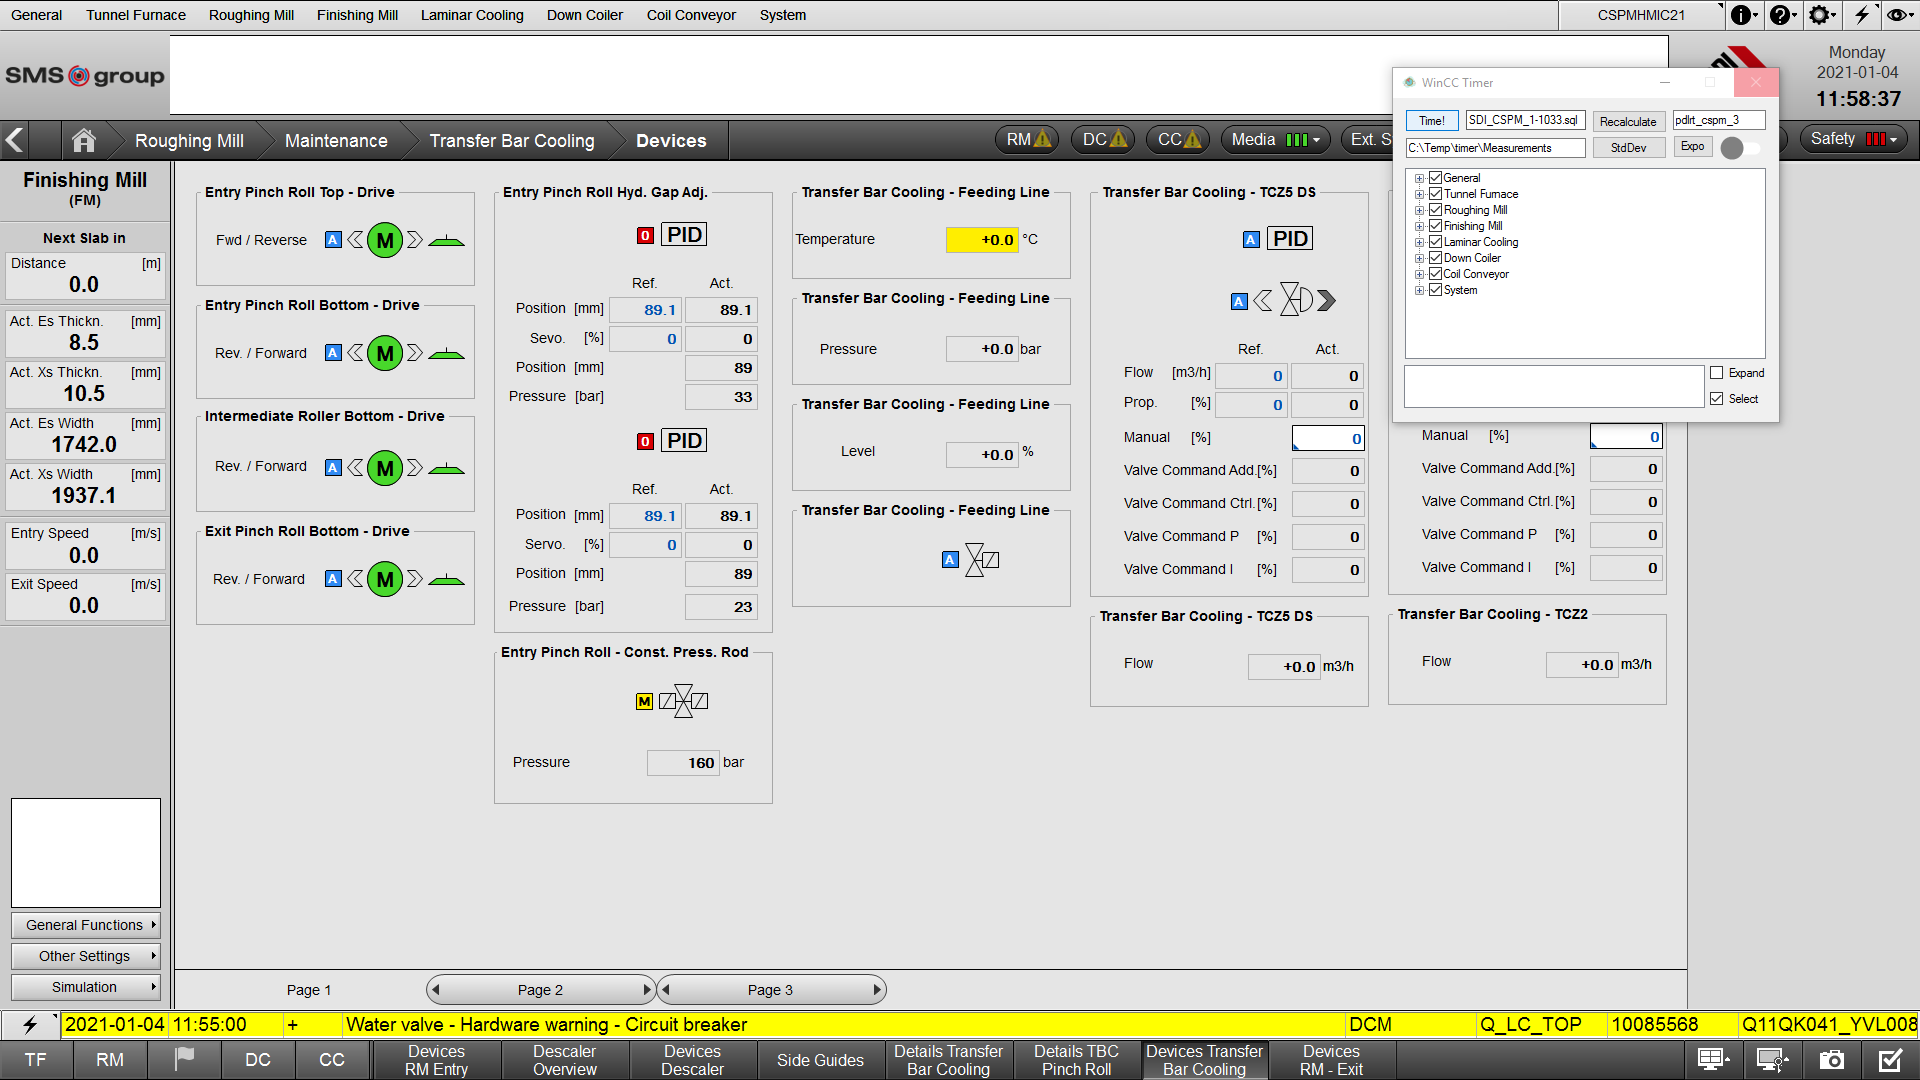 General Tunnel Furnace Roughing Mill Finishing Mill Laminar Cooling Down Coiler Coil Conveyor System CSPMHMIC21
SMS group
Monday
2021-01-04
11:58:37
Roughing Mill Maintenance Transfer Bar Cooling Devices RM DC CC Media Ext. Safety
WinCC Timer
Time! SDI_CSPM_1-1033.sql Recalculate pdlrt_cspm_3
C:\Temp\timer\Measurements StdDev Expo
General
Tunnel Furnace
Roughing Mill
Finishing Mill
Laminar Cooling
Down Coiler
Coil Conveyor
System
Expand
Select
Finishing Mill
(FM)
Next Slab in
Distance [m]
0.0
Act. Es Thickn. [mm]
8.5
Act. Xs Thickn. [mm]
10.5
Act. Es Width [mm]
1742.0
Act. Xs Width [mm]
1937.1
Entry Speed [m/s]
0.0
Exit Speed [m/s]
0.0
General Functions
Other Settings
Simulation
Entry Pinch Roll Top - Drive
Fwd / Reverse A M
Entry Pinch Roll Bottom - Drive
Rev. / Forward A M
Intermediate Roller Bottom - Drive
Rev. / Forward A M
Exit Pinch Roll Bottom - Drive
Rev. / Forward A M
Entry Pinch Roll Hyd. Gap Adj.
0 PID
Ref. Act.
Position [mm] 89.1 89.1
Sevo. [%] 0 0
Position [mm] 89
Pressure [bar] 33
0 PID
Ref. Act.
Position [mm] 89.1 89.1
Servo. [%] 0 0
Position [mm] 89
Pressure [bar] 23
Entry Pinch Roll - Const. Press. Rod
M
Pressure 160 bar
Transfer Bar Cooling - Feeding Line
Temperature +0.0 °C
Transfer Bar Cooling - Feeding Line
Pressure +0.0 bar
Transfer Bar Cooling - Feeding Line
Level +0.0 %
Transfer Bar Cooling - Feeding Line
A
Transfer Bar Cooling - TCZ5 DS
A PID
A
Ref. Act.
Flow [m3/h] 0 0
Prop. [%] 0 0
Manual [%] 0
Valve Command Add.[%] 0
Valve Command Ctrl.[%] 0
Valve Command P [%] 0
Valve Command I [%] 0
Transfer Bar Cooling - TCZ5 DS
Flow +0.0 m3/h
Manual [%] 0
Valve Command Add.[%] 0
Valve Command Ctrl.[%] 0
Valve Command P [%] 0
Valve Command I [%] 0
Transfer Bar Cooling - TCZ2
Flow +0.0 m3/h
Page 1 Page 2 Page 3
2021-01-04 11:55:00 + Water valve - Hardware warning - Circuit breaker DCM Q_LC_TOP 10085568 Q11QK041_YVL008
TF RM DC CC
Devices
RM Entry
Descaler
Overview
Devices
Descaler
Side Guides
Details Transfer
Bar Cooling
Details TBC
Pinch Roll
Devices Transfer
Bar Cooling
Devices
RM - Exit